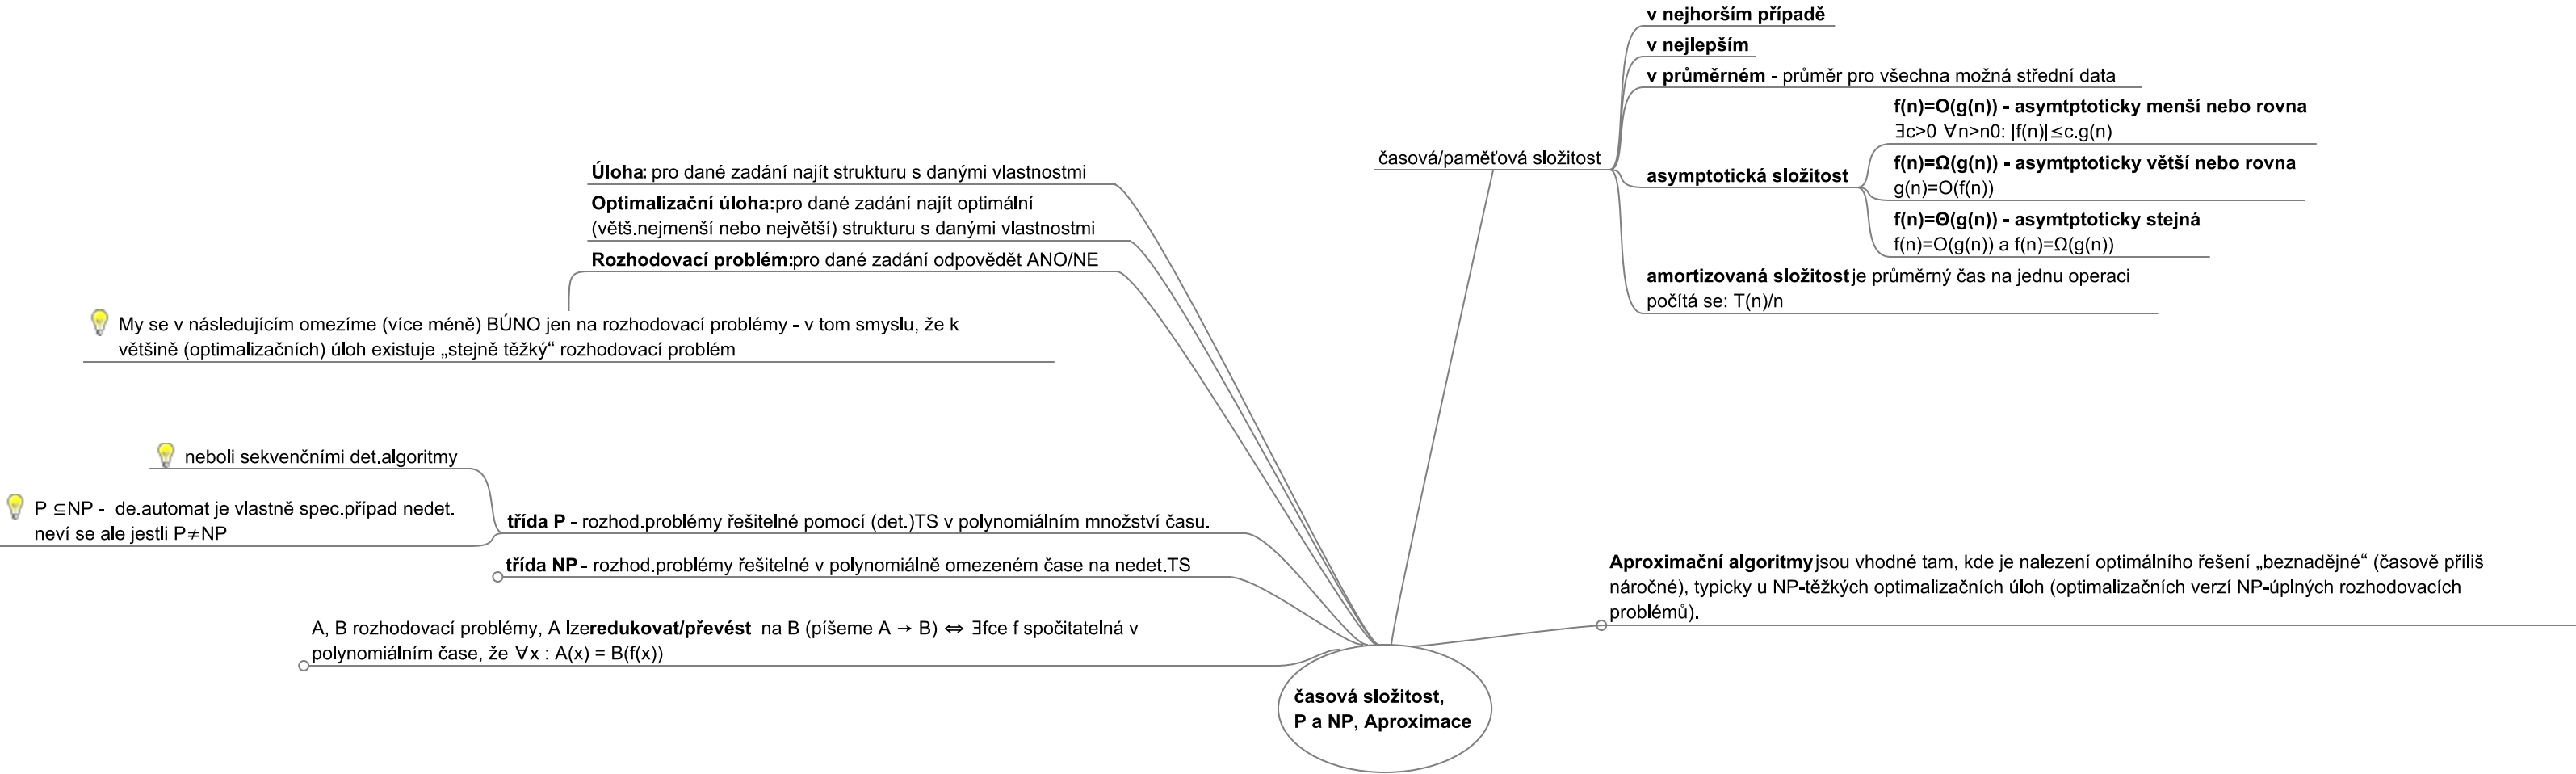 v nejhorším případě
v nejlepším
v průměrném - průměr pro všechna možná střední data
f(n)=O(g(n)) - asymtptoticky menší nebo rovna
∃c>0 ∀n>n0: |f(n)|≤c.g(n)
časová/paměťová složitost
asymptotická složitost
f(n)=Ω(g(n)) - asymtptoticky větší nebo rovna
g(n)=O(f(n))
f(n)=Θ(g(n)) - asymtptoticky stejná
f(n)=O(g(n)) a f(n)=Ω(g(n))
amortizovaná složitost je průměrný čas na jednu operaci
počítá se: T(n)/n
Úloha: pro dané zadání najít strukturu s danými vlastnostmi
Optimalizační úloha:pro dané zadání najít optimální
(větš.nejmenší nebo největší) strukturu s danými vlastnostmi
Rozhodovací problém:pro dané zadání odpovědět ANO/NE
My se v následujícím omezíme (více méně) BÚNO jen na rozhodovací problémy - v tom smyslu, že k
většině (optimalizačních) úloh existuje „stejně těžký“ rozhodovací problém
neboli sekvenčními det.algoritmy
P ⊆NP - de.automat je vlastně spec.případ nedet.
neví se ale jestli P≠NP
třída P - rozhod.problémy řešitelné pomocí (det.)TS v polynomiálním množství času.
třída NP - rozhod.problémy řešitelné v polynomiálně omezeném čase na nedet.TS
A, B rozhodovací problémy, A lzeredukovat/převést na B (píšeme A → B) ⇔ ∃fce f spočitatelná v
polynomiálním čase, že ∀x : A(x) = B(f(x))
Aproximační algoritmy jsou vhodné tam, kde je nalezení optimálního řešení „beznadějné“ (časově příliš
náročné), typicky u NP-těžkých optimalizačních úloh (optimalizačních verzí NP-úplných rozhodovacích
problémů).
časová složitost,
P a NP, Aproximace